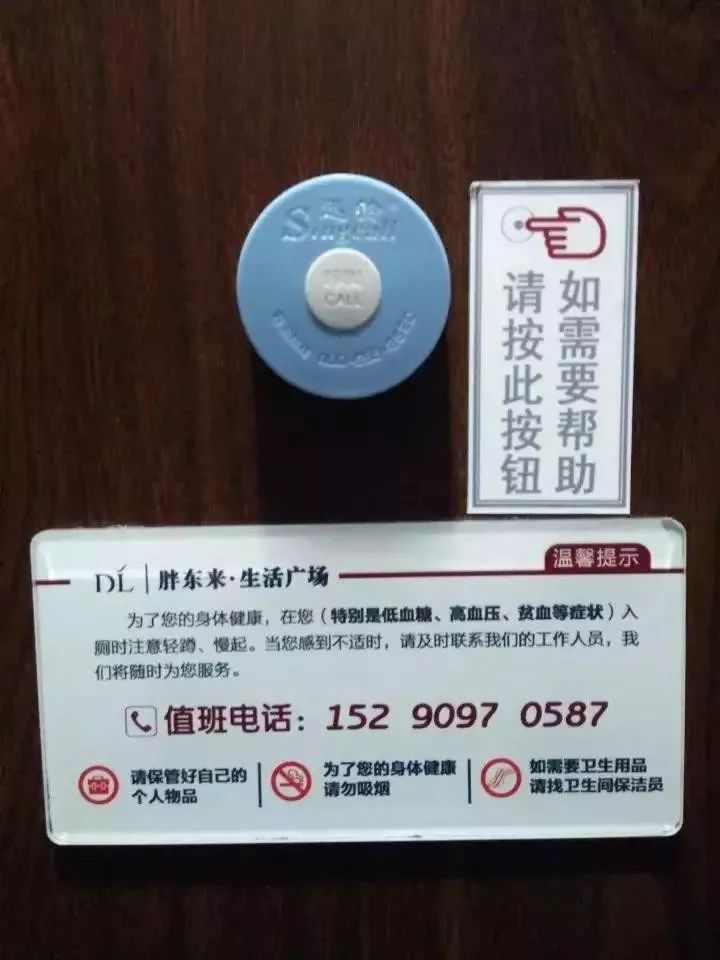 迅铃
Singcall
CALL
如需要帮助
请按此按钮
DL 胖东来·生活广场
温馨提示
为了您的身体健康，在您（特别是低血糖、高血压、贫血等症状）入
厕时注意轻蹲、慢起。当您感到不适时，请及时联系我们的工作人员，我
们将随时为您服务。
值班电话：152 9097 0587
请保管好自己的
个人物品
为了您的身体健康
请勿吸烟
如需要卫生用品
请找卫生间保洁员